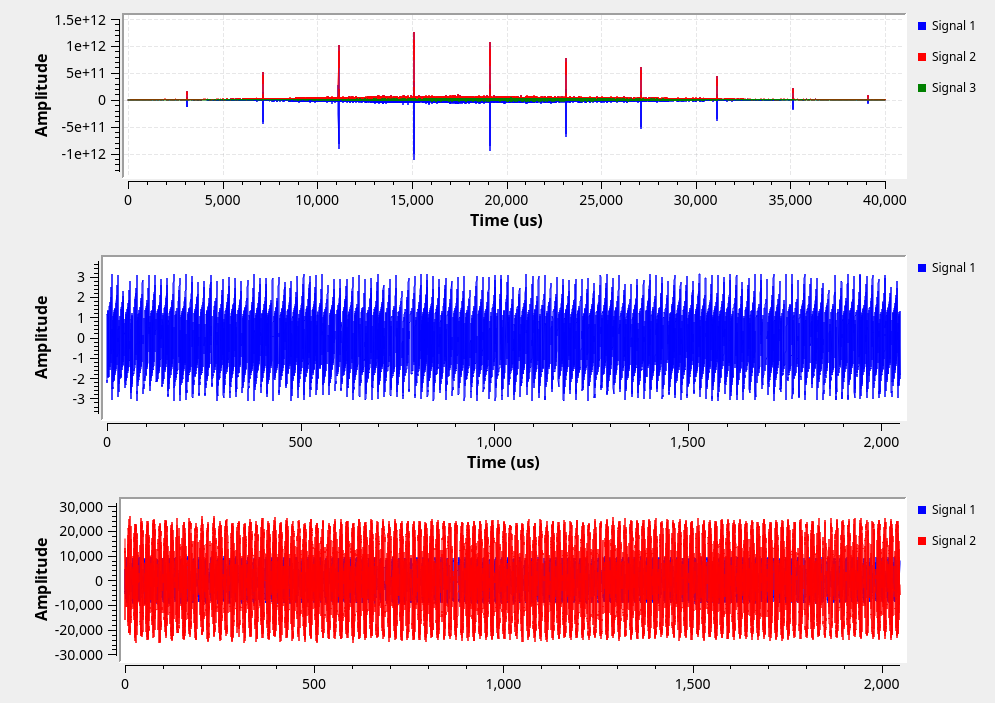 1.5e+12
1e+12
5e+11
0
-5e+11
-1e+12
Amplitude
0 5,000 10,000 15,000 20,000 25,000 30,000 35,000 40,000
Time (us)
Signal 1
Signal 2
Signal 3
3
2
1
0
-1
-2
-3
Amplitude
0 500 1,000 1,500 2,000
Time (us)
Signal 1
30,000
20,000
10,000
0
-10,000
-20,000
-30.000
Amplitude
0 500 1,000 1,500 2,000
Signal 1
Signal 2